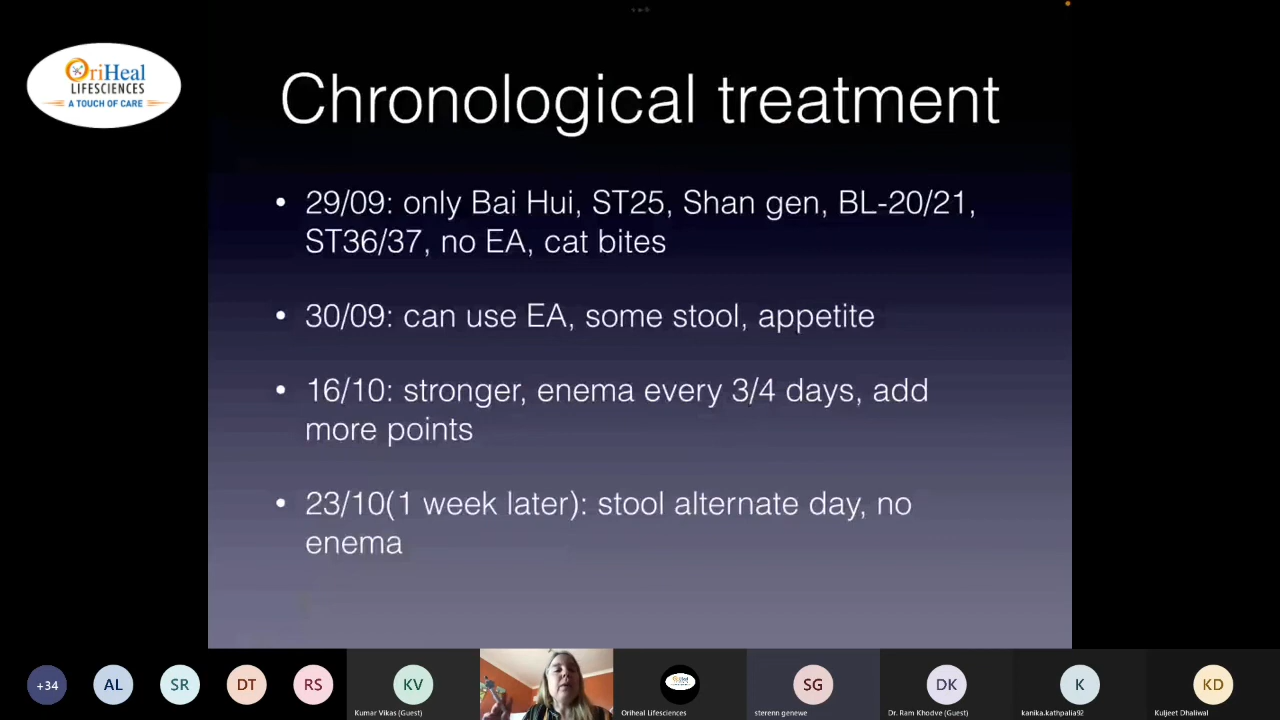 OriHeal
LIFESCIENCES
A TOUCH OF CARE
Chronological treatment
• 29/09: only Bai Hui, ST25, Shan gen, BL-20/21,
ST36/37, no EA, cat bites
• 30/09: can use EA, some stool, appetite
• 16/10: stronger, enema every 3/4 days, add
more points
• 23/10(1 week later): stool alternate day, no
enema
+34
AL
SR
DT
RS
KV
SG
DK
K
KD
Kumar Vikas (Guest)
Oriheal Lifesciences
sterenn genewe
Dr. Ram Khodve (Guest)
kanika.kathpalia92
Kuljeet Dhaliwal